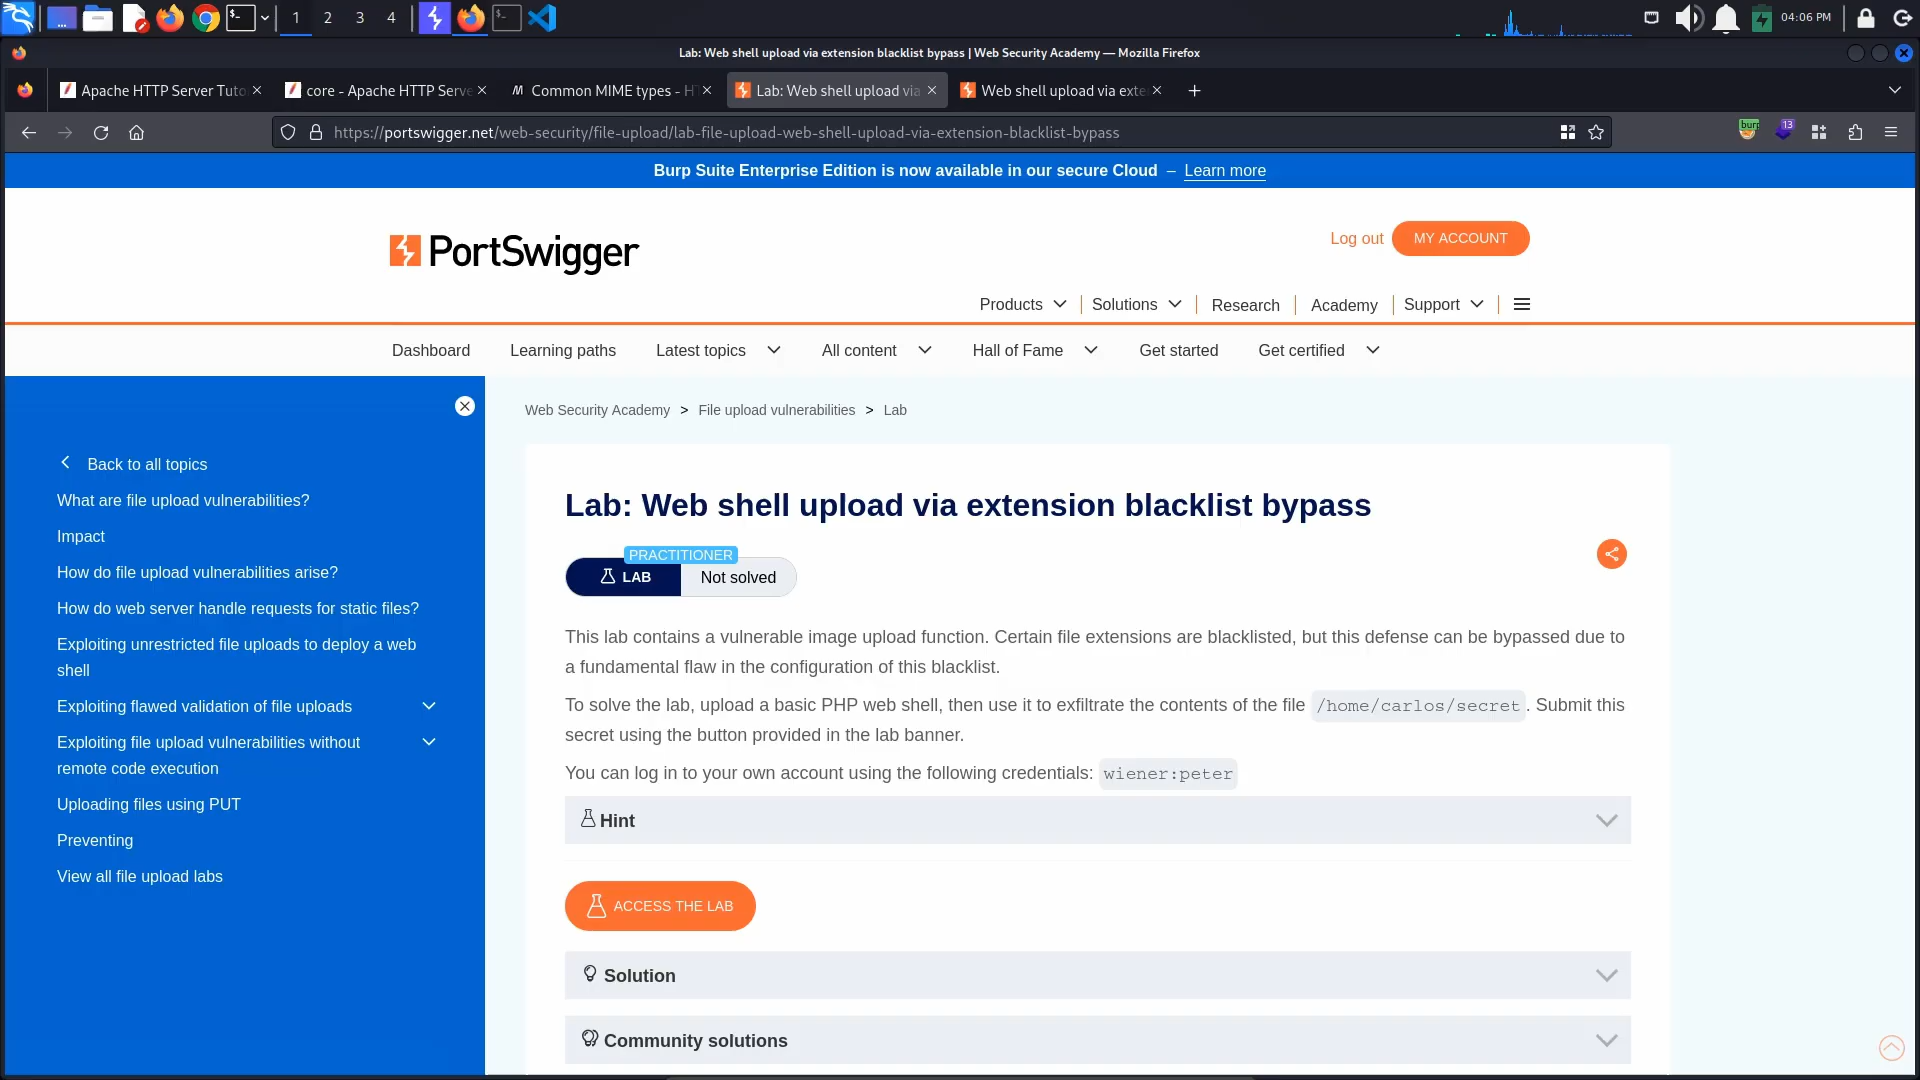 1 2 3 4 04:06 PM
Lab: Web shell upload via extension blacklist bypass | Web Security Academy — Mozilla Firefox
Apache HTTP Server Tuto
core - Apache HTTP Serve
Common MIME types - H
Lab: Web shell upload via
Web shell upload via exte
https://portswigger.net/web-security/file-upload/lab-file-upload-web-shell-upload-via-extension-blacklist-bypass
burp
13
Burp Suite Enterprise Edition is now available in our secure Cloud – Learn more
PortSwigger
Log out MY ACCOUNT
Products Solutions Research Academy Support
Dashboard Learning paths Latest topics All content Hall of Fame Get started Get certified
Back to all topics
What are file upload vulnerabilities?
Impact
How do file upload vulnerabilities arise?
How do web server handle requests for static files?
Exploiting unrestricted file uploads to deploy a web
shell
Exploiting flawed validation of file uploads
Exploiting file upload vulnerabilities without
remote code execution
Uploading files using PUT
Preventing
View all file upload labs
Web Security Academy > File upload vulnerabilities > Lab
Lab: Web shell upload via extension blacklist bypass
PRACTITIONER
LAB Not solved
This lab contains a vulnerable image upload function. Certain file extensions are blacklisted, but this defense can be bypassed due to
a fundamental flaw in the configuration of this blacklist.
To solve the lab, upload a basic PHP web shell, then use it to exfiltrate the contents of the file /home/carlos/secret. Submit this
secret using the button provided in the lab banner.
You can log in to your own account using the following credentials: wiener:peter
Hint
ACCESS THE LAB
Solution
Community solutions